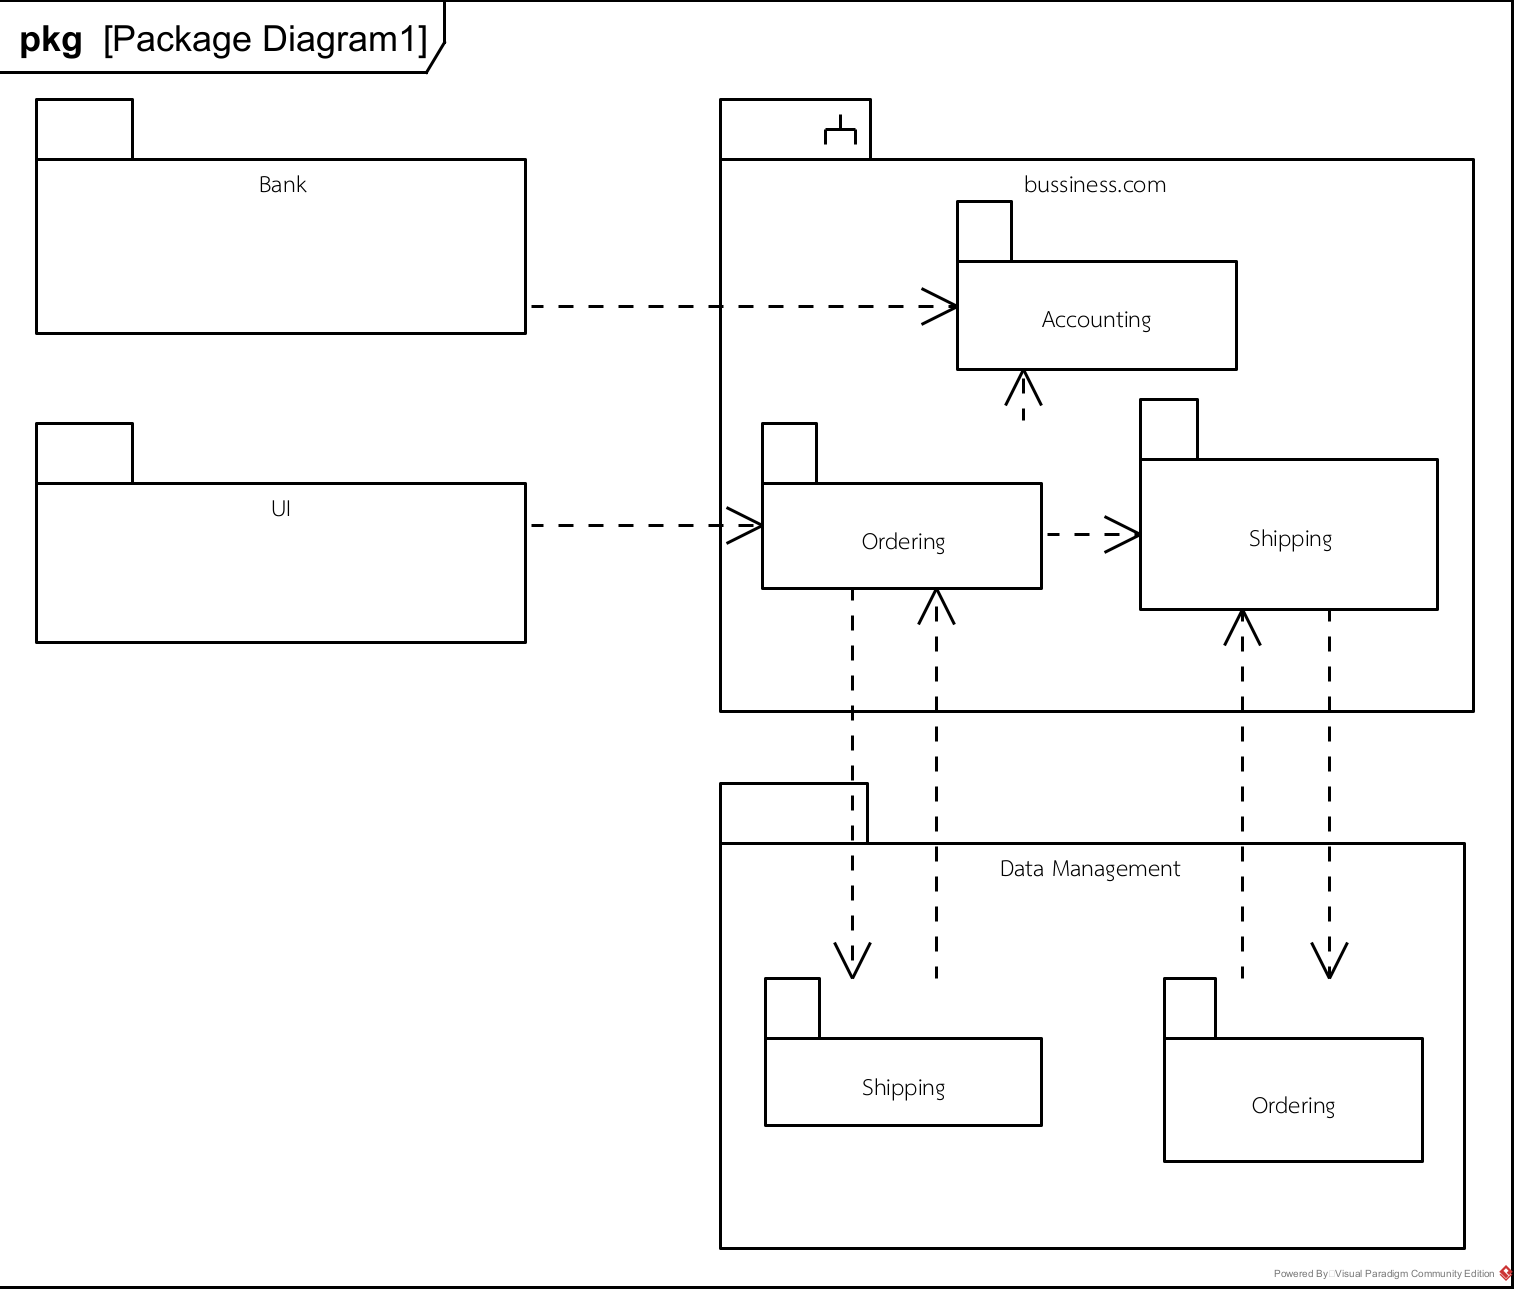 pkg [Package Diagram1]
Bank
bussiness.com
Accounting
UI
Ordering
Shipping
Data Management
Shipping
Ordering
Powered By Visual Paradigm Community Edition